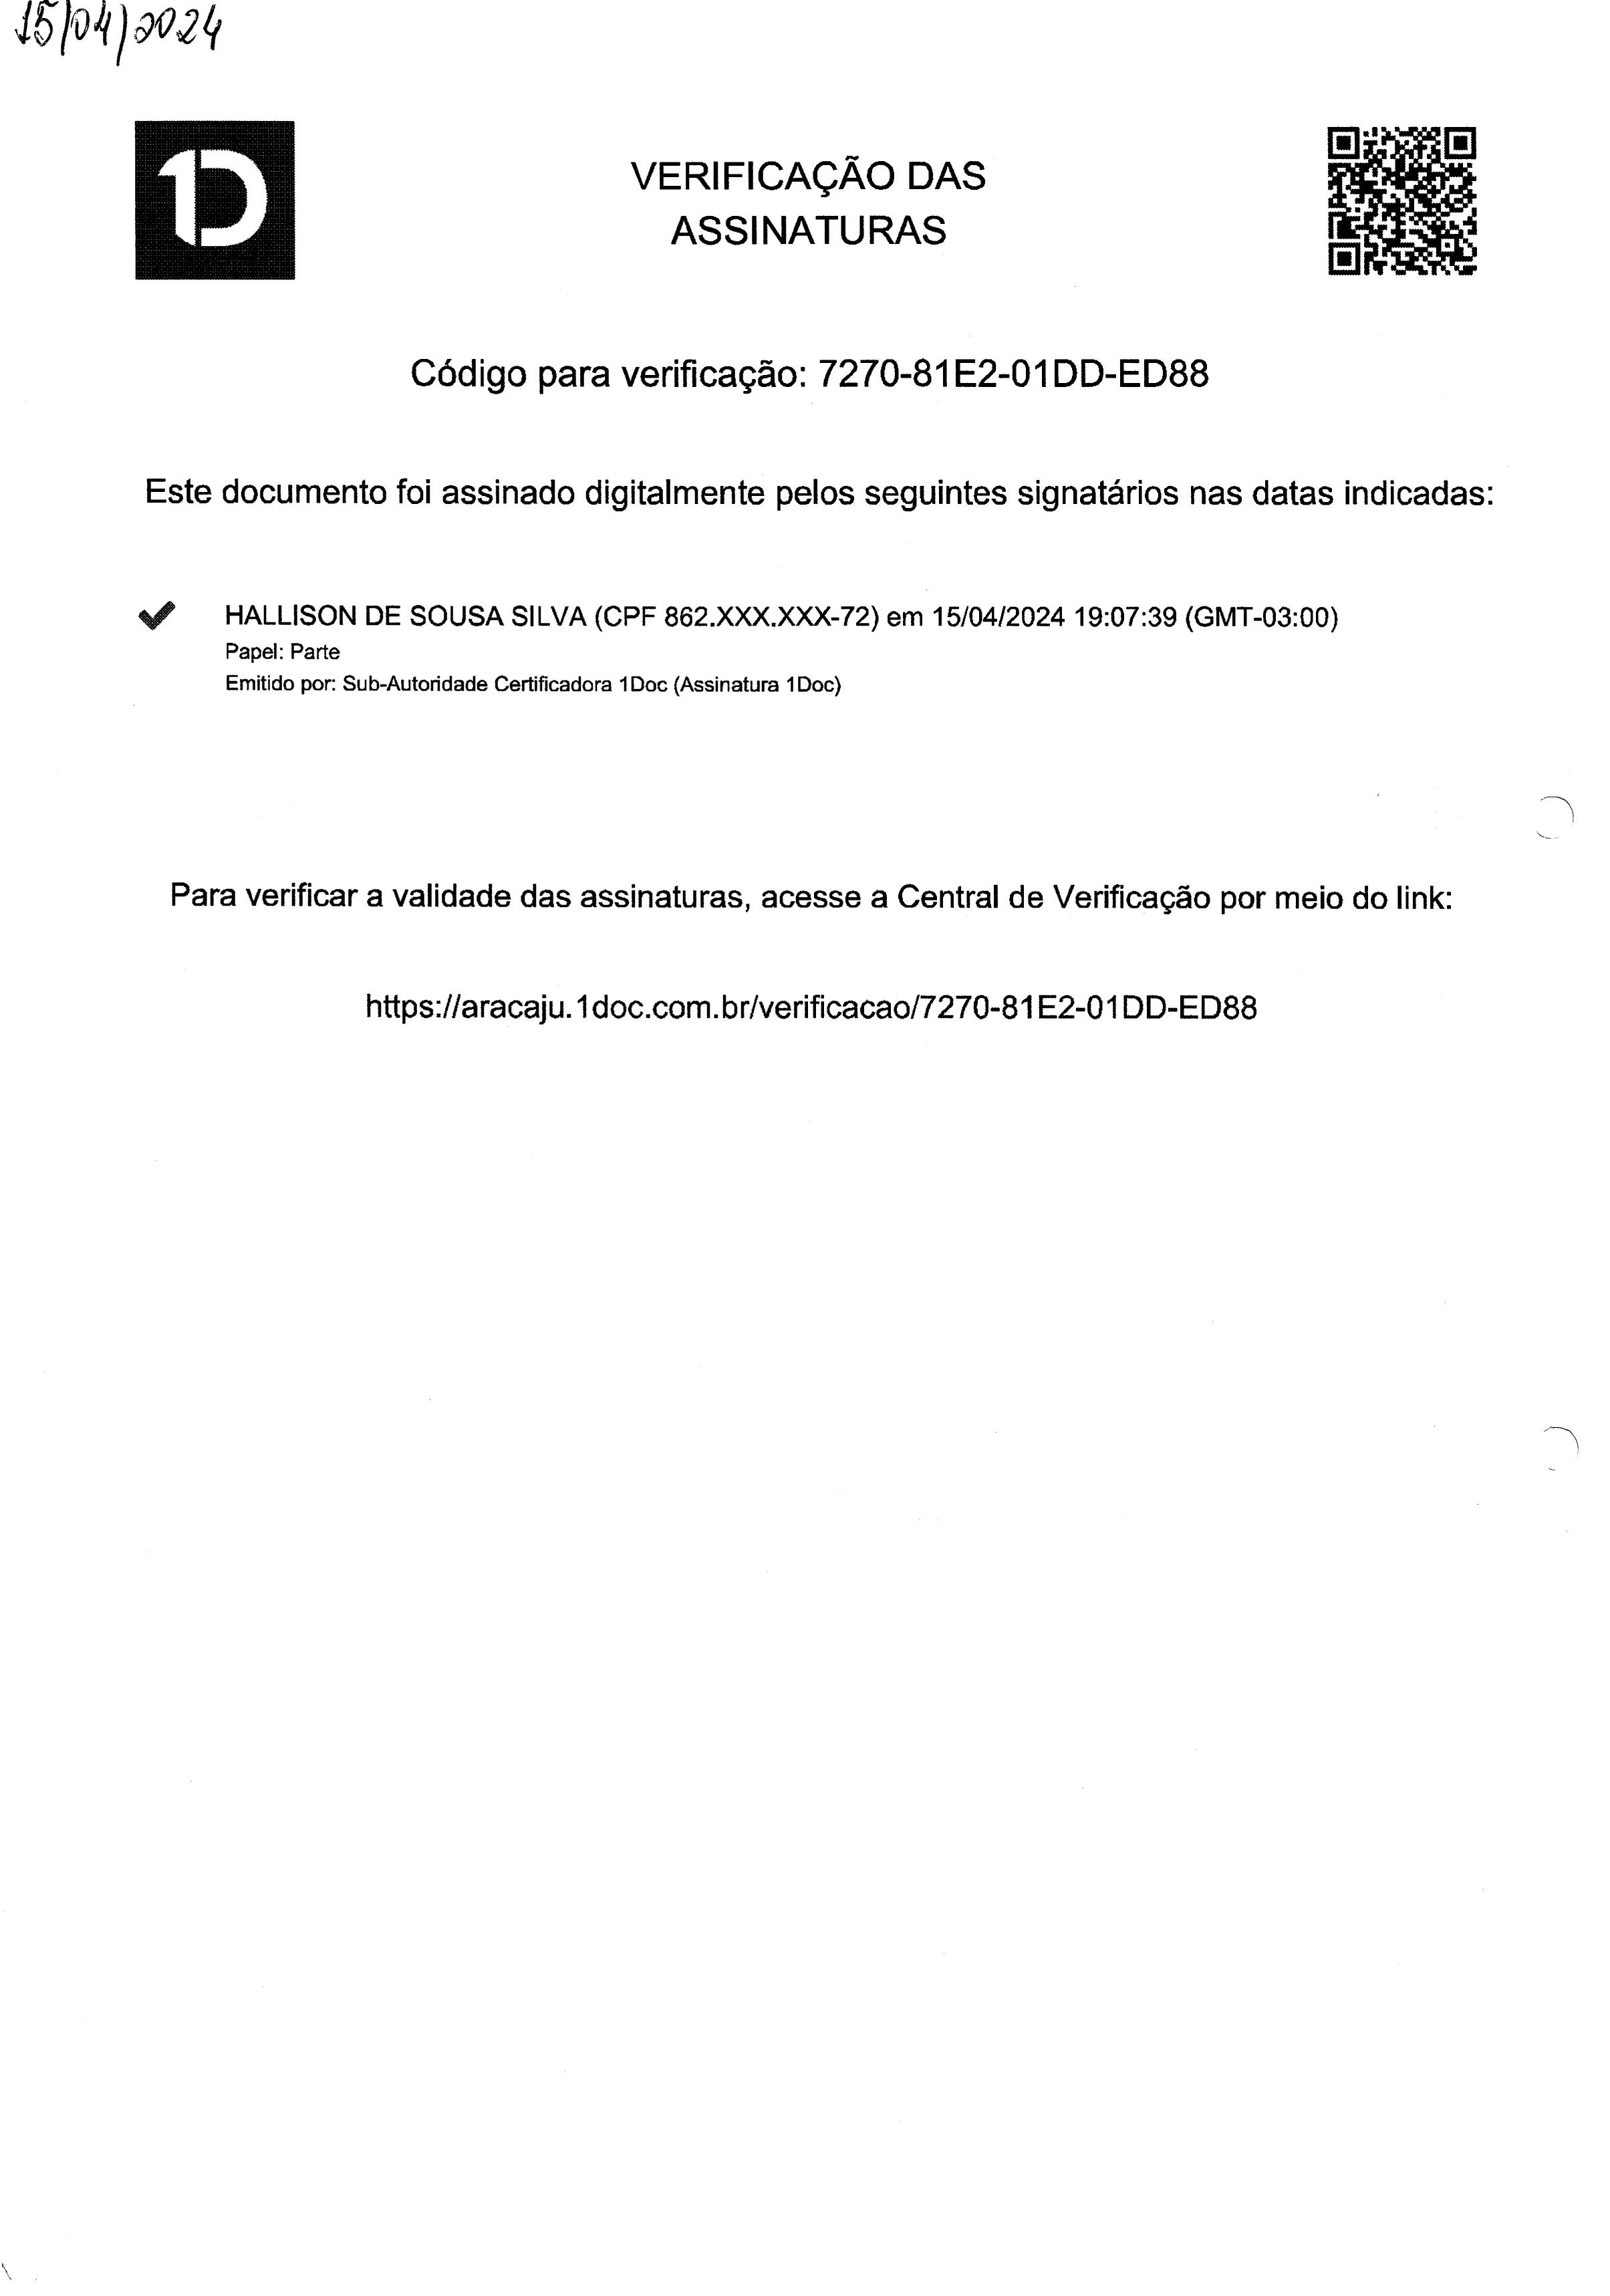 15/04/2024
1D
VERIFICAÇÃO DAS
ASSINATURAS
Código para verificação: 7270-81E2-01DD-ED88
Este documento foi assinado digitalmente pelos seguintes signatários nas datas indicadas:
HALLISON DE SOUSA SILVA (CPF 862.XXX.XXX-72) em 15/04/2024 19:07:39 (GMT-03:00)
Papel: Parte
Emitido por: Sub-Autoridade Certificadora 1Doc (Assinatura 1Doc)
Para verificar a validade das assinaturas, acesse a Central de Verificação por meio do link:
https://aracaju.1doc.com.br/verificacao/7270-81E2-01DD-ED88